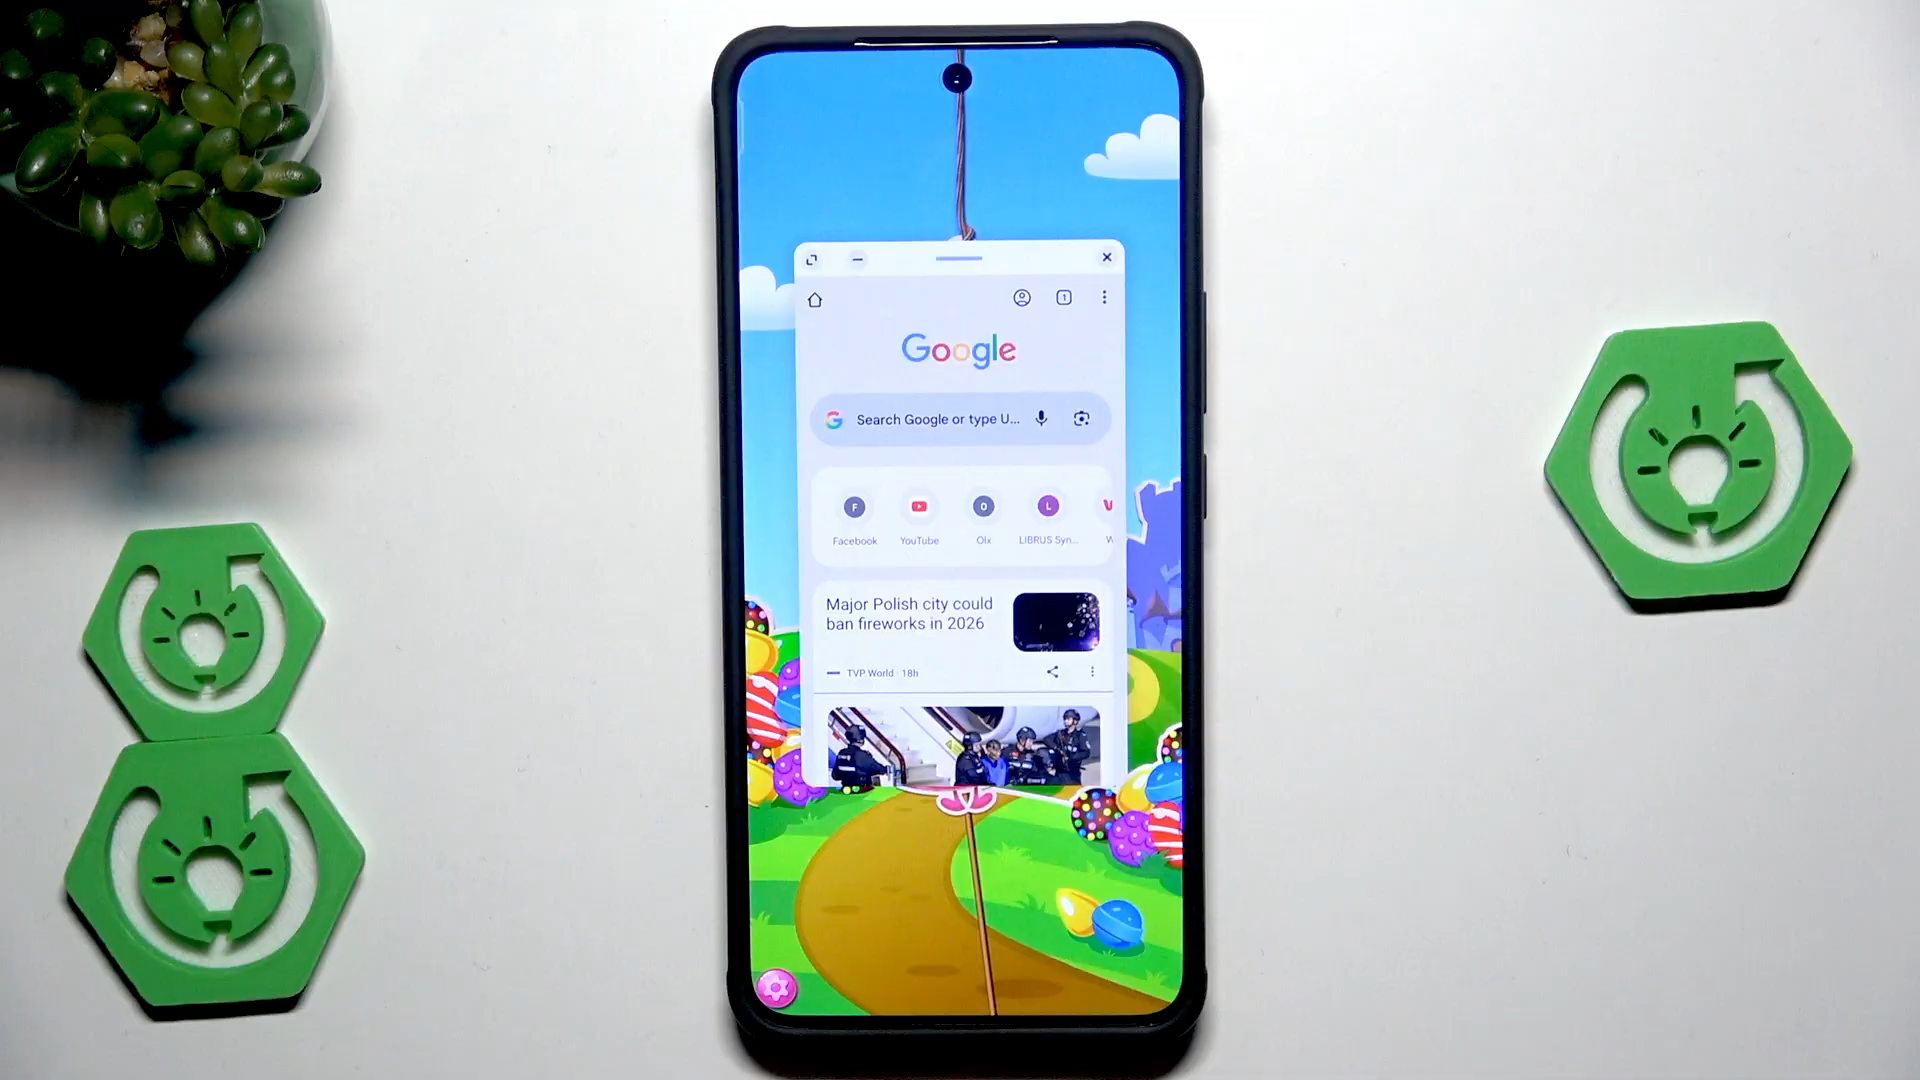 1
Google
G Search Google or type U...
F
O
L
Facebook
YouTube
Olx
LIBRUS Syn...
W
Major Polish city could
ban fireworks in 2026
TVP World · 18h